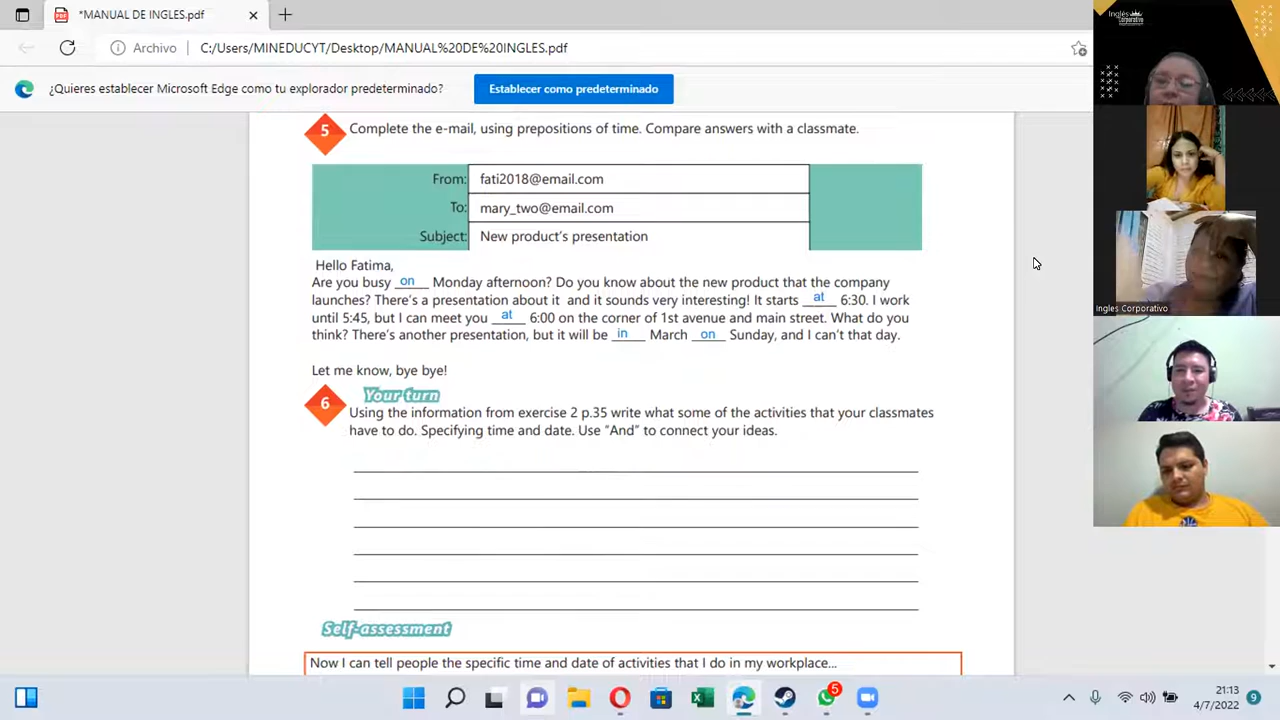 *MANUAL DE INGLES.pdf
Archivo
C:/Users/MINEDUCYT/Desktop/MANUAL%20DE%20INGLES.pdf
¿Quieres establecer Microsoft Edge como tu explorador predeterminado?
Establecer como predeterminado
5
Complete the e-mail, using prepositions of time. Compare answers with a classmate.
From: fati2018@email.com
To: mary_two@email.com
Subject: New product's presentation
Hello Fatima,
Are you busy on Monday afternoon? Do you know about the new product that the company
launches? There's a presentation about it and it sounds very interesting! It starts at 6:30. I work
until 5:45, but can meet you at 6:00 on the corner of 1st avenue and main street. What do you
think? There's another presentation, but it will be in March on Sunday, and I can't that day.
Let me know, bye bye!
Your turn
6
Using the information from exercise 2 p.35 write what some of the activities that your classmates
have to do. Specifying time and date. Use "And" to connect your ideas.
Self-assessment
Now I can tell people the specific time and date of activities that I do in my workplace...
Inglés
Corporativo
Ingles Corporativo
5
21:13
4/7/2022
9